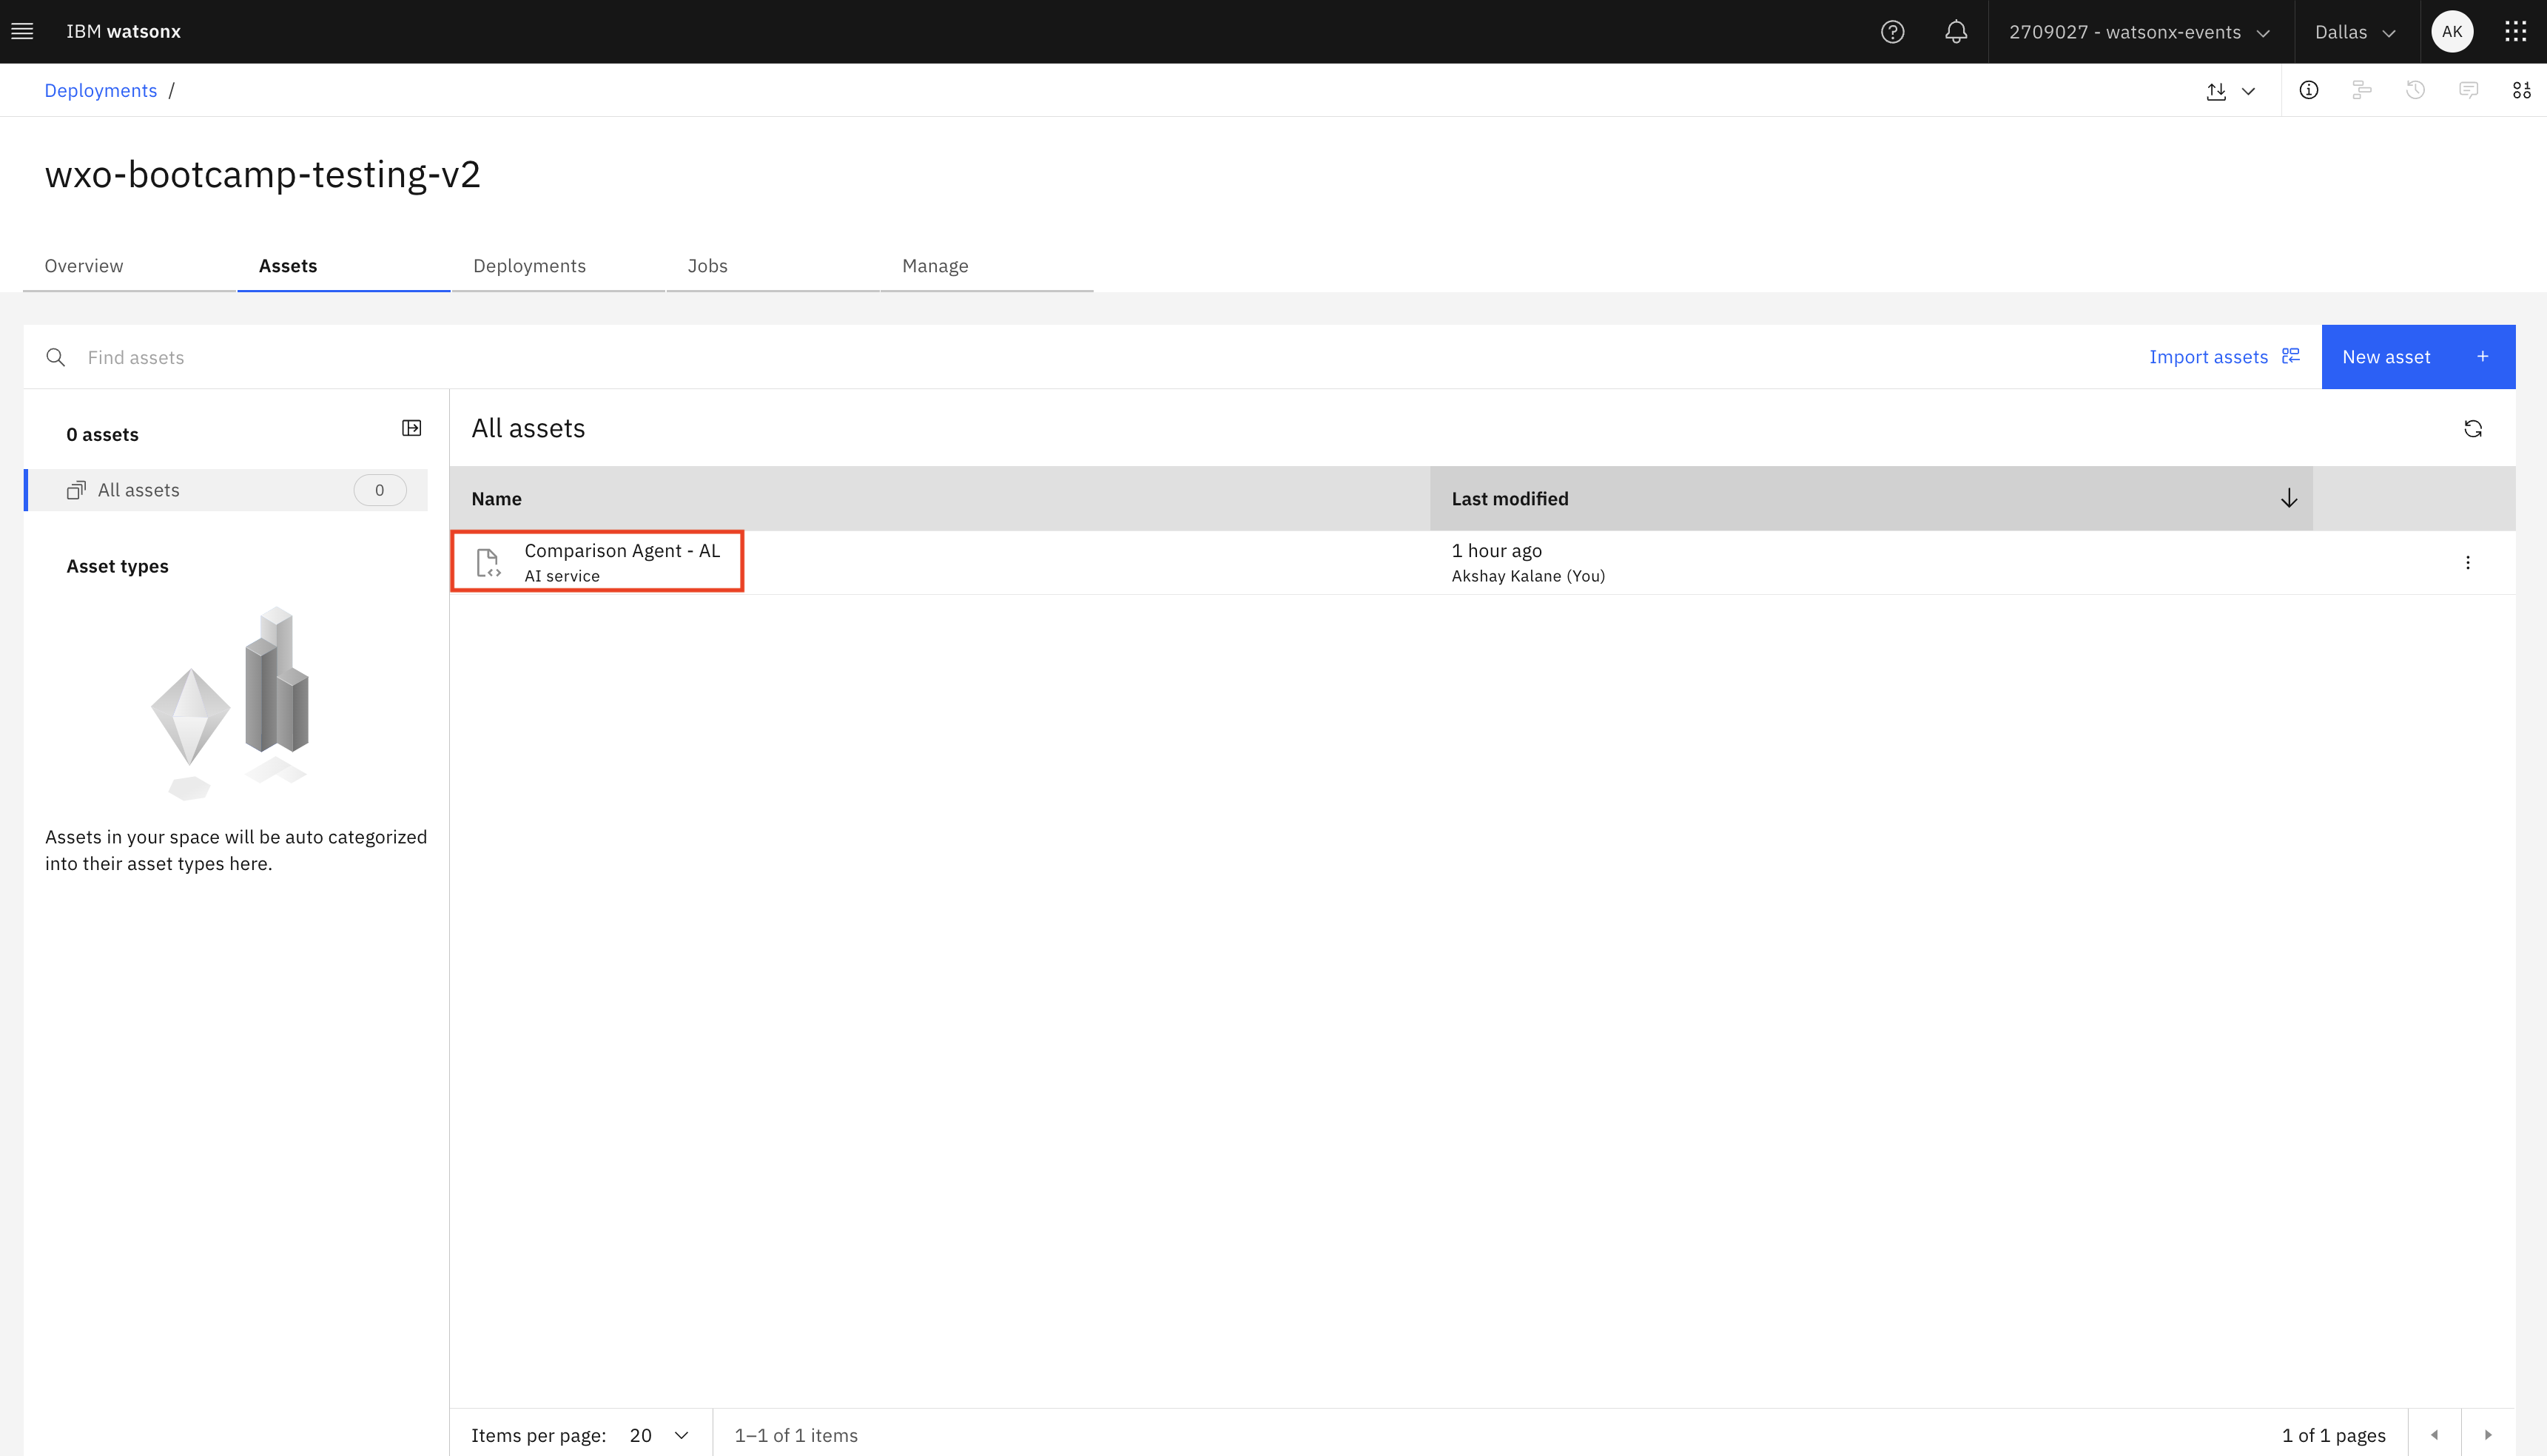 IBM watsonx
2709027 - watsonx-events
Dallas
AK
Deployments /
wxo-bootcamp-testing-v2
Overview
Assets
Deployments
Jobs
Manage
Find assets
Import assets
New asset +
0 assets
All assets
0
Asset types
Assets in your space will be auto categorized
into their asset types here.
All assets
Name
Last modified
Comparison Agent - AL
AI service
1 hour ago
Akshay Kalane (You)
Items per page: 20
1–1 of 1 items
1 of 1 pages